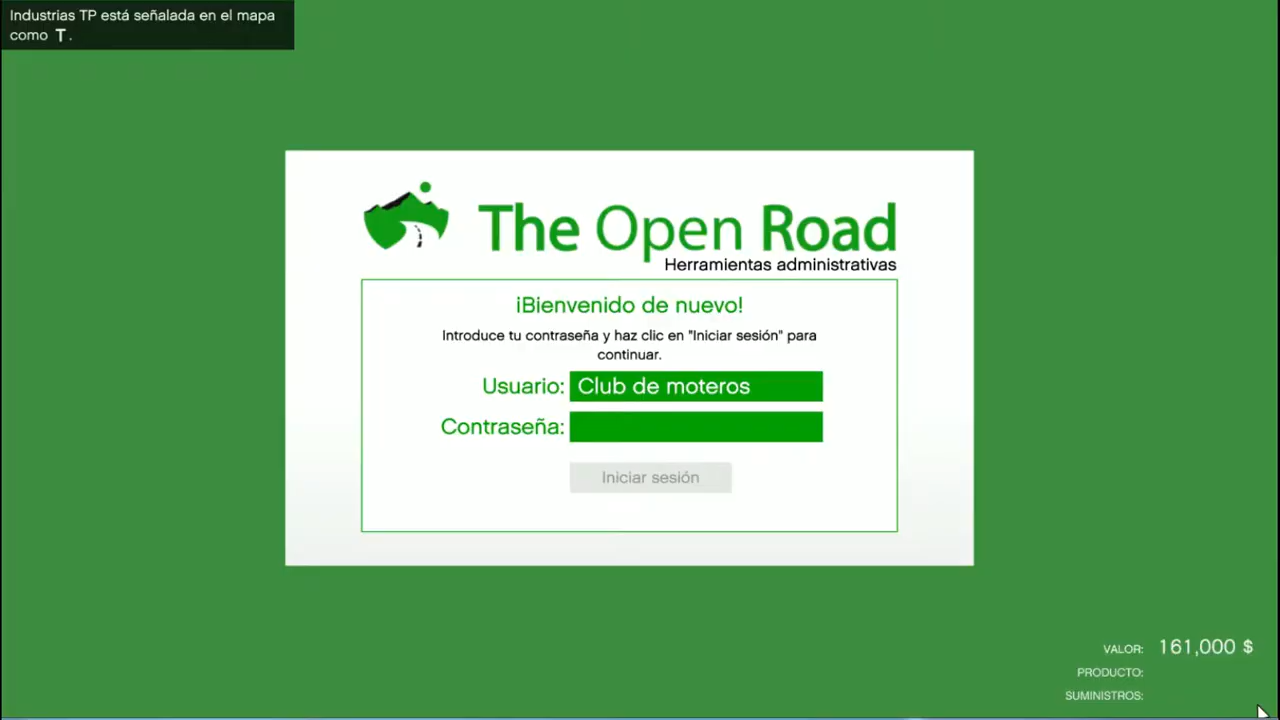 Industrias TP está señalada en el mapa
como T.
The Open Road
Herramientas administrativas
¡Bienvenido de nuevo!
Introduce tu contraseña y haz clic en "Iniciar sesión" para
continuar.
Usuario: Club de moteros
Contraseña:
Iniciar sesión
VALOR: 161,000 $
PRODUCTO:
SUMINISTROS: